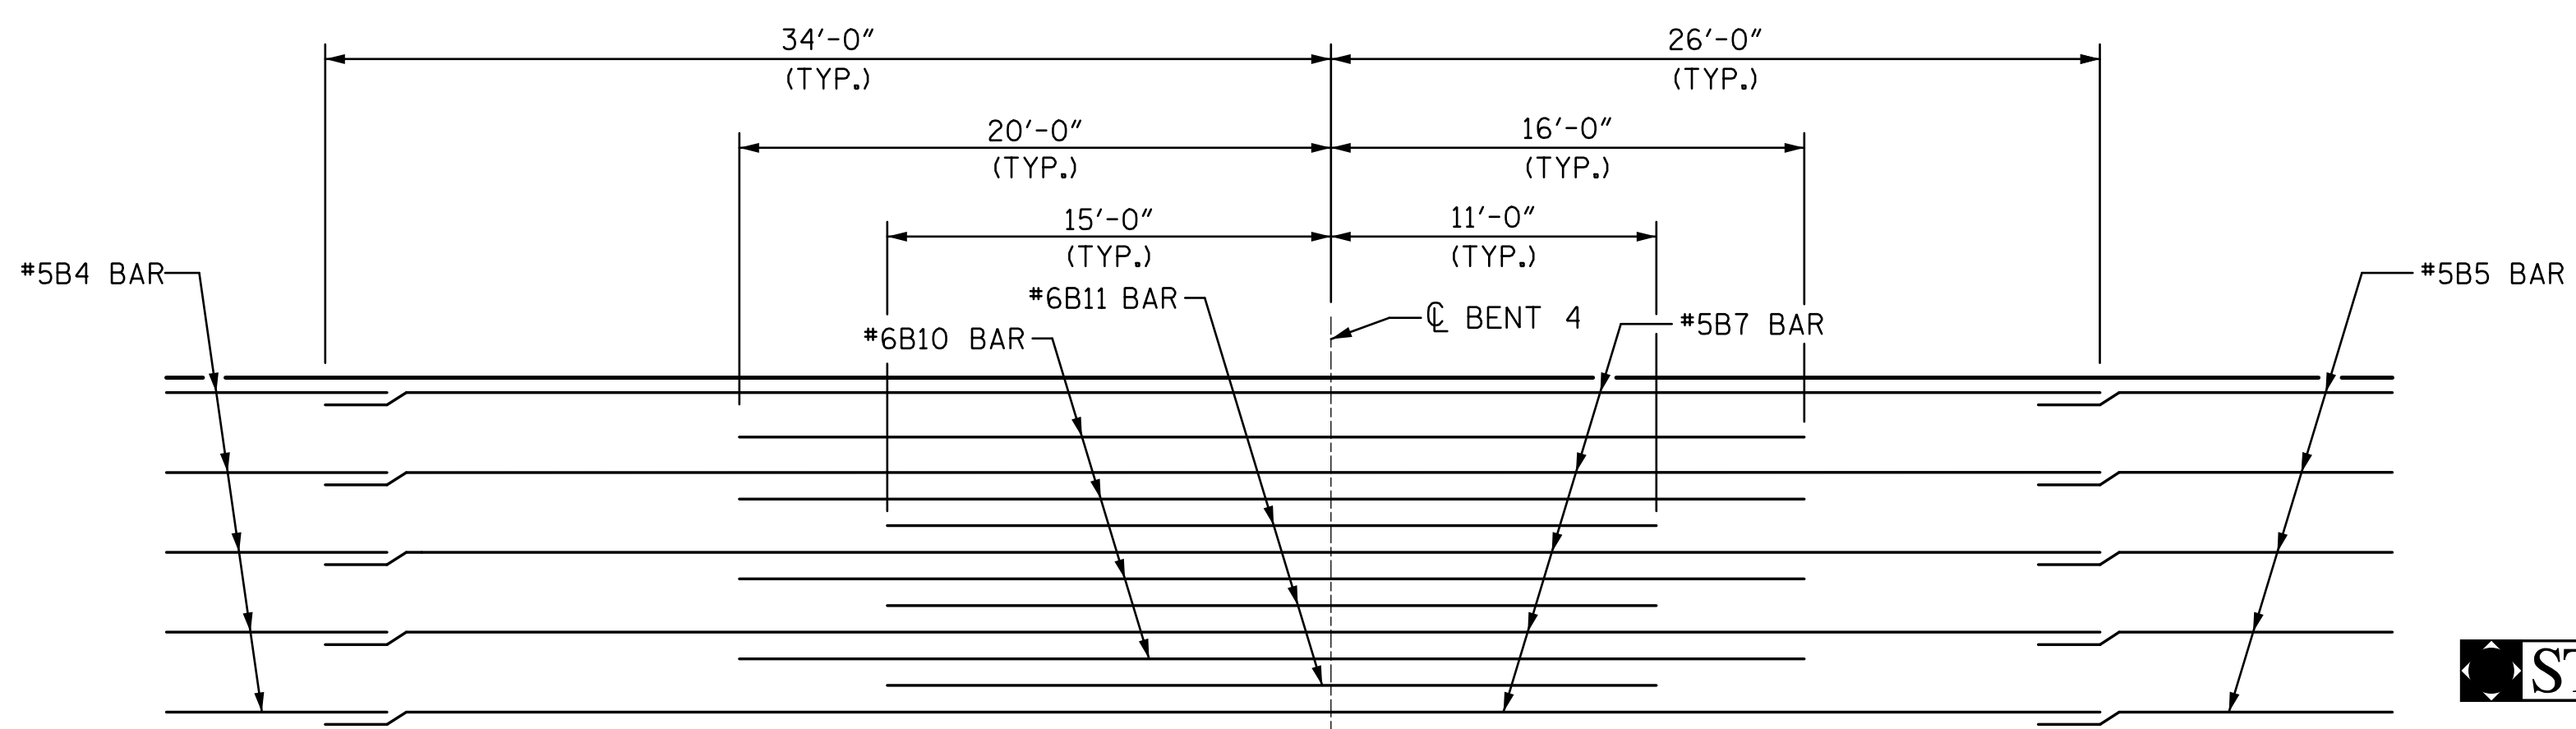 34'-0"
(TYP.)
26'-0"
(TYP.)
20'-0"
(TYP.)
16'-0"
(TYP.)
15'-0"
(TYP.)
11'-0"
(TYP.)
#5B4 BAR
#6B11 BAR
#6B10 BAR
℄ BENT 4
#5B7 BAR
#5B5 BAR